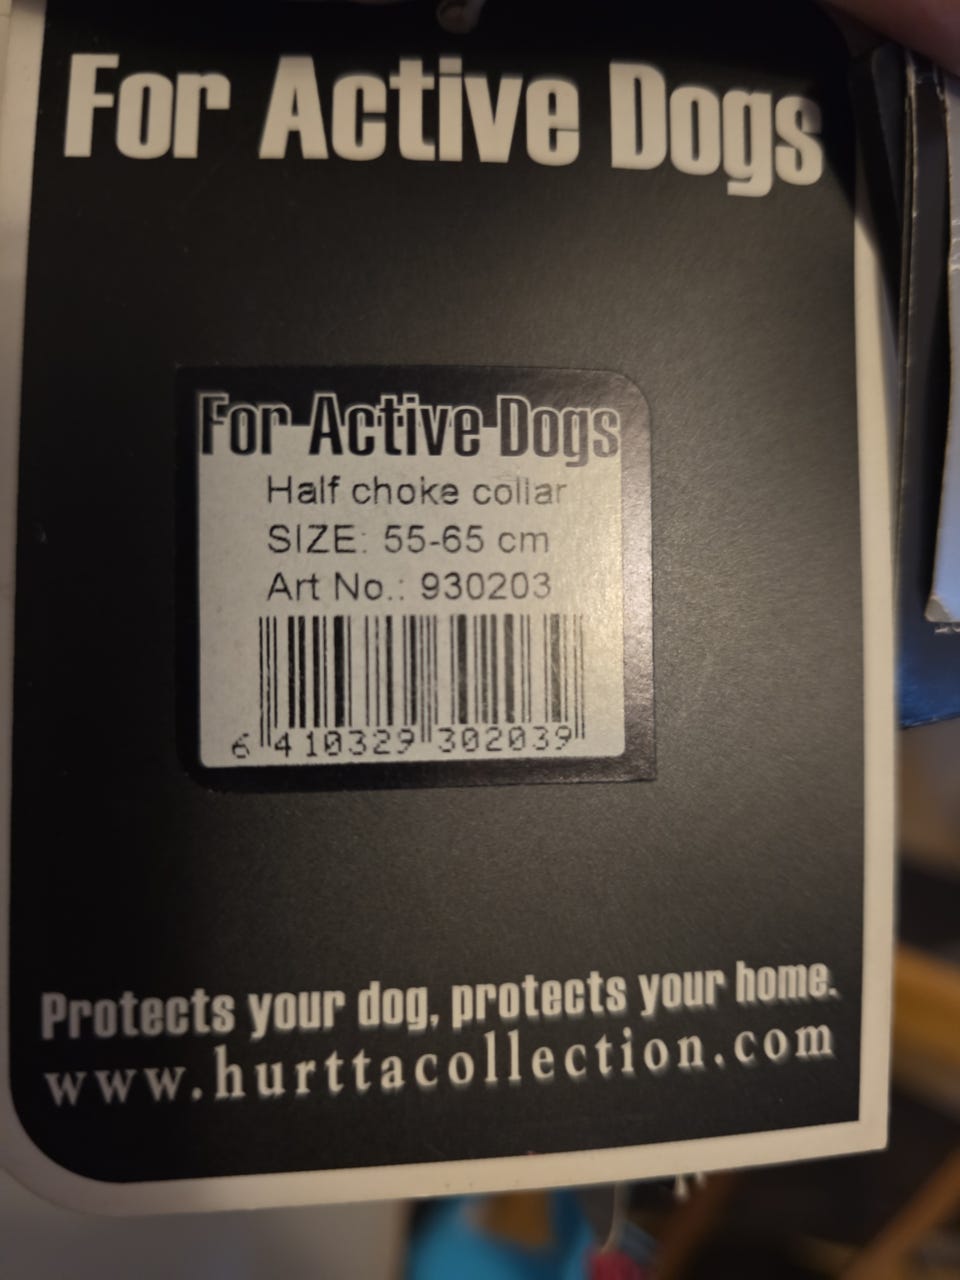 For Active Dogs
For Active Dogs
Half choke collar
SIZE: 55-65 cm
Art No.: 930203
6 410329 302039
Protects your dog, protects your home.
www.hurttacollection.com